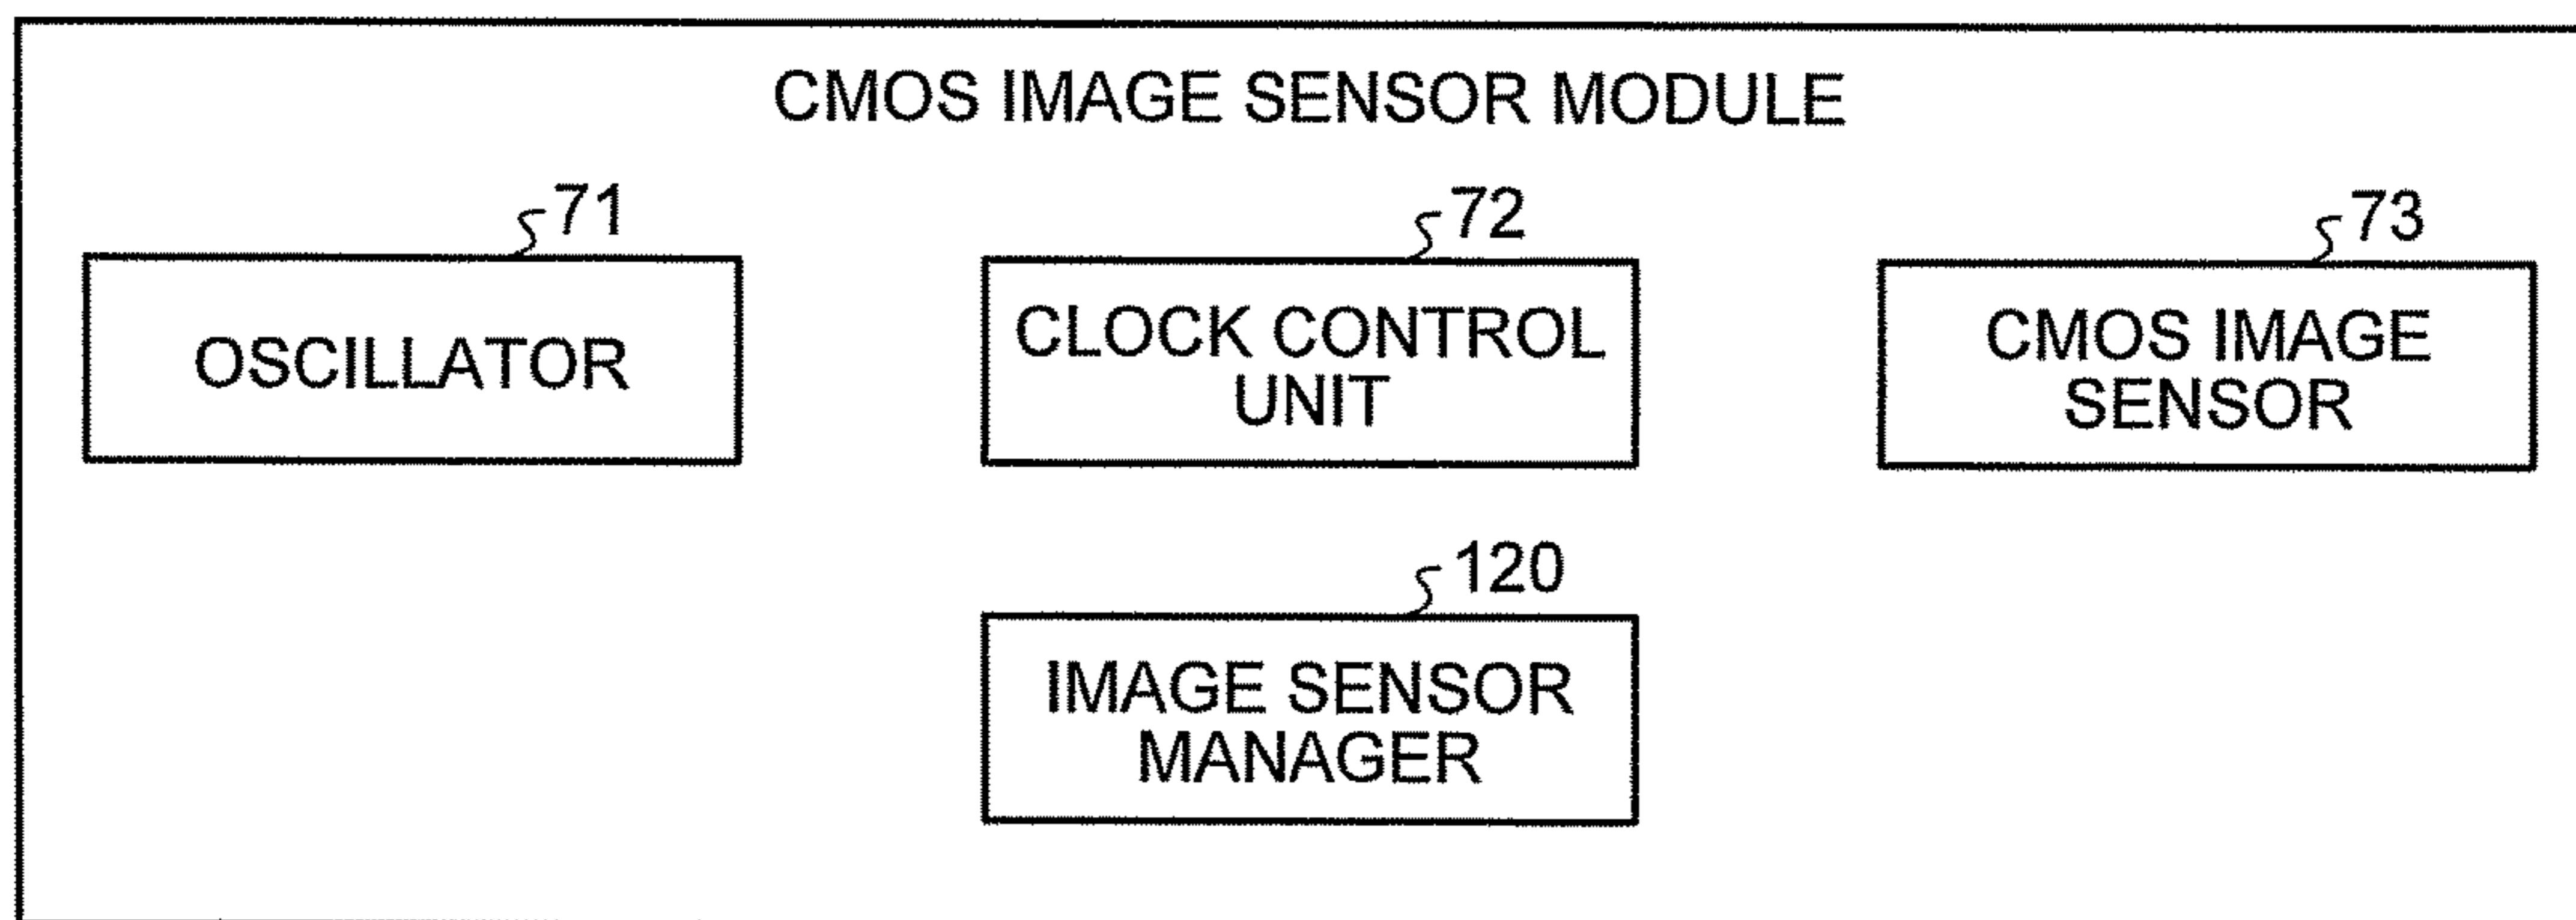 CMOS IMAGE SENSOR MODULE
71
72
73
OSCILLATOR
CLOCK CONTROL
UNIT
CMOS IMAGE
SENSOR
120
IMAGE SENSOR
MANAGER